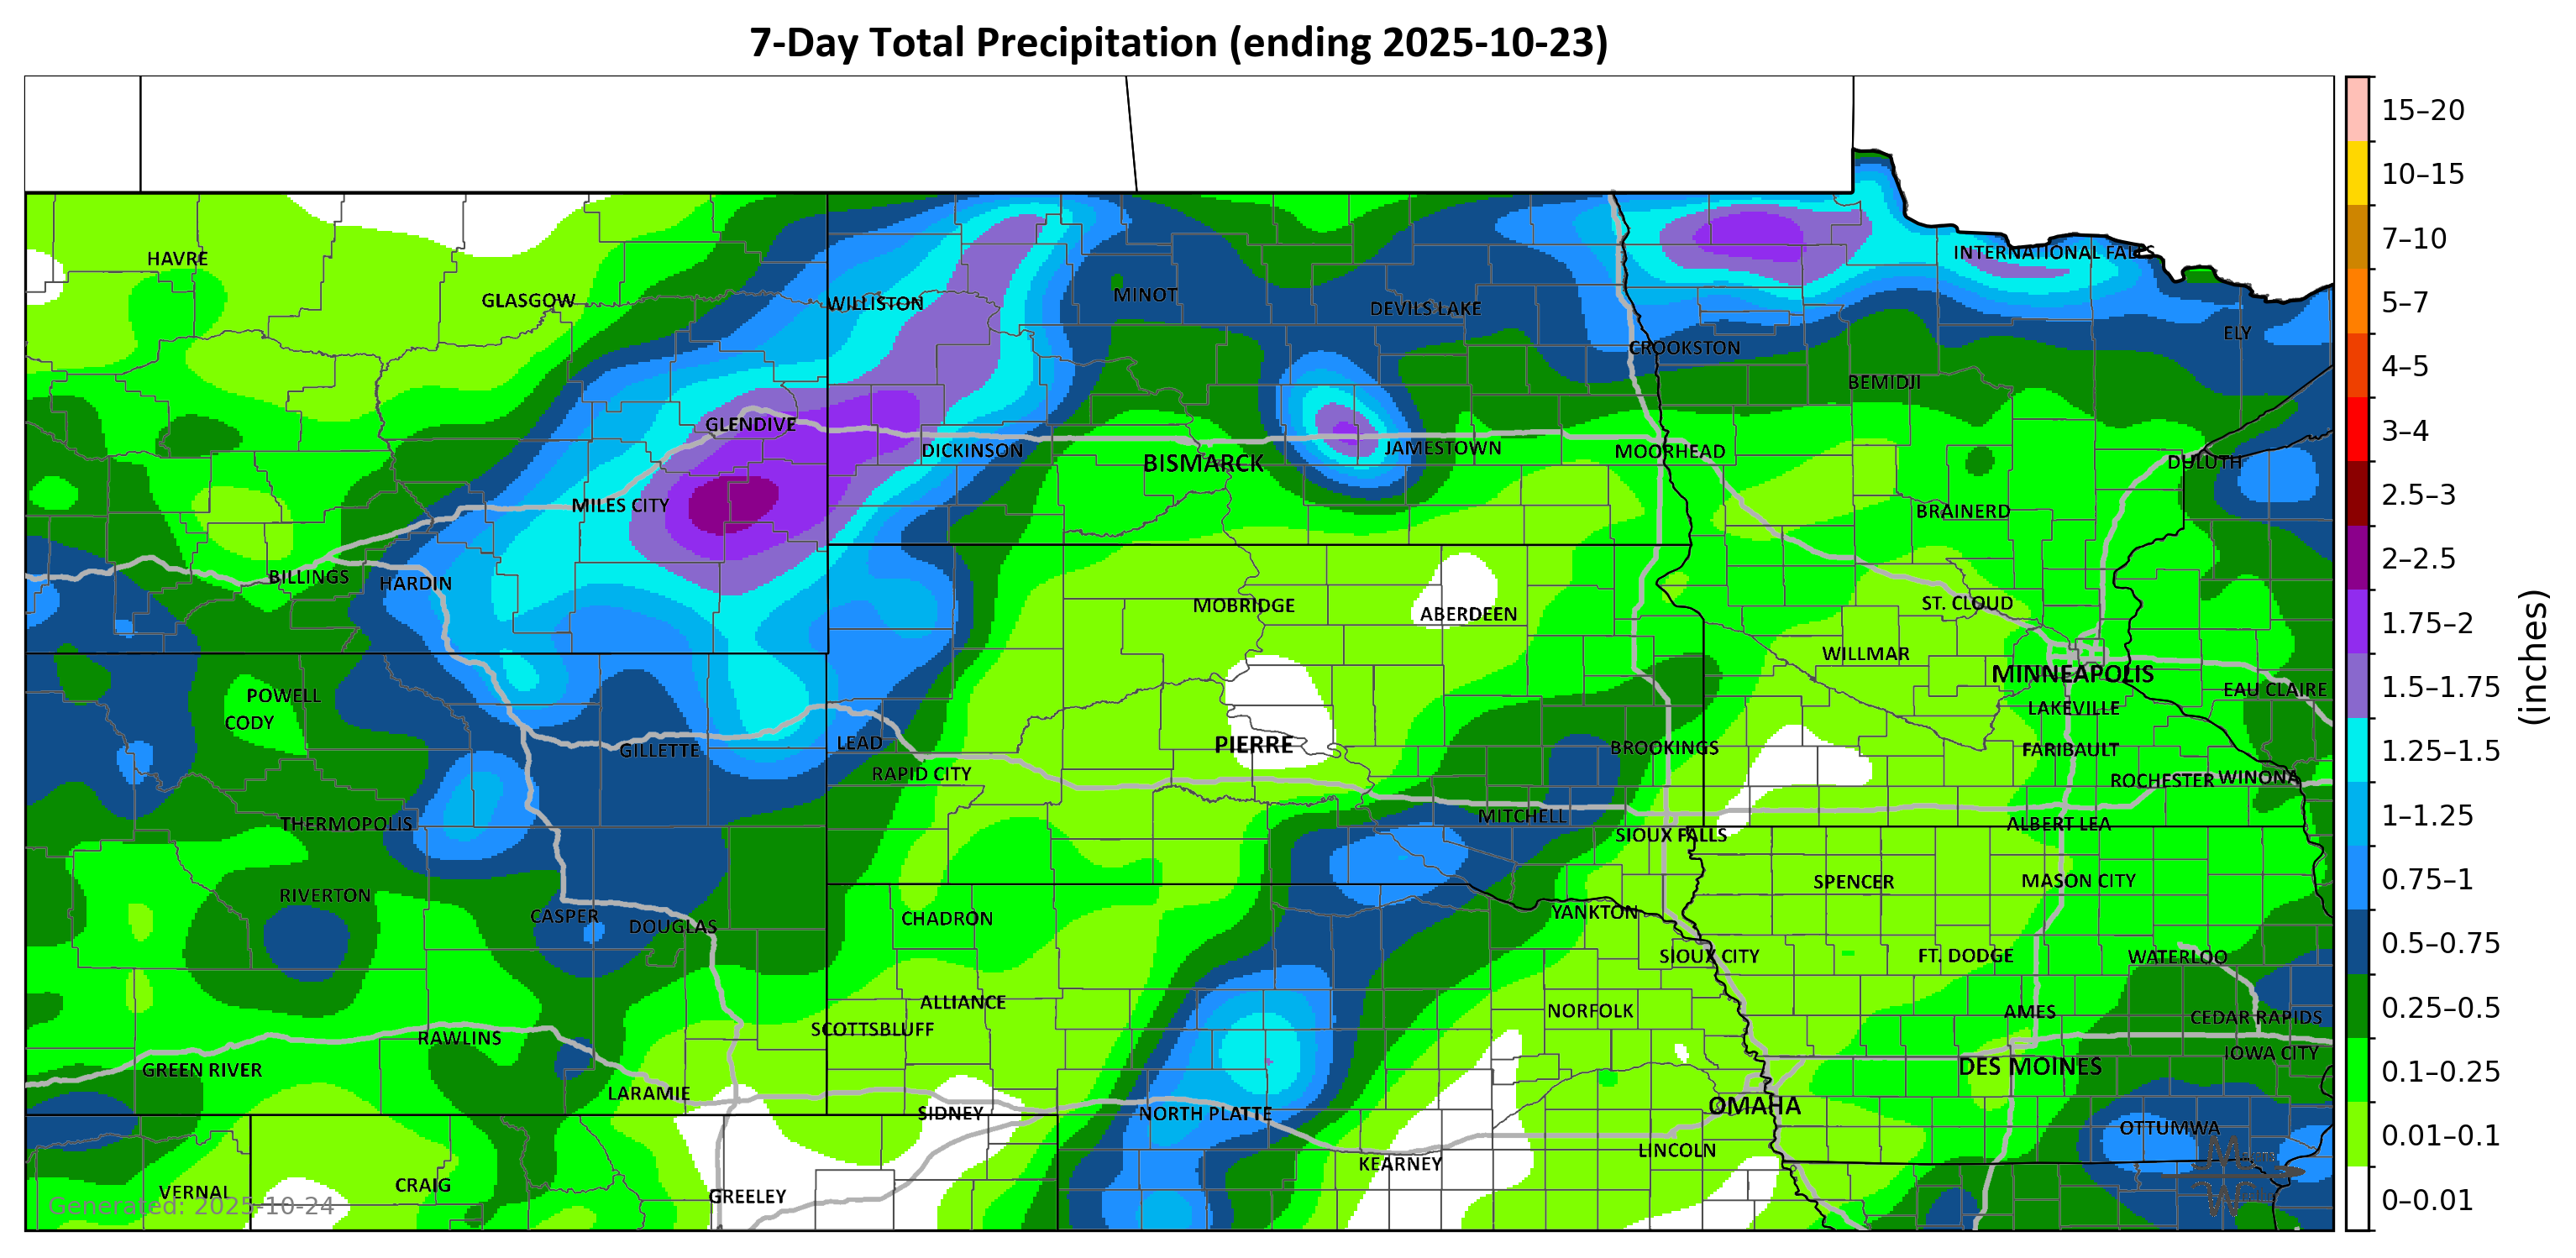 7-Day Total Precipitation (ending 2025-10-23)
HAVRE
GLASGOW
WILLISTON
MINOT
DEVILS LAKE
INTERNATIONAL FALLS
ELY
CROOKSTON
BEMIDJI
GLENDIVE
DICKINSON
BISMARCK
JAMESTOWN
MOORHEAD
DULUTH
MILES CITY
BRAINERD
BILLINGS
HARDIN
MOBRIDGE
ABERDEEN
ST. CLOUD
WILLMAR
MINNEAPOLIS
EAU CLAIRE
POWELL
CODY
LAKEVILLE
GILLETTE
LEAD
PIERRE
BROOKINGS
FARIBAULT
RAPID CITY
ROCHESTER
WINONA
THERMOPOLIS
MITCHELL
SIOUX FALLS
ALBERT LEA
RIVERTON
SPENCER
MASON CITY
CASPER
DOUGLAS
CHADRON
YANKTON
SIOUX CITY
FT. DODGE
WATERLOO
ALLIANCE
NORFOLK
AMES
CEDAR RAPIDS
SCOTTSBLUFF
RAWLINS
IOWA CITY
GREEN RIVER
DES MOINES
LARAMIE
SIDNEY
NORTH PLATTE
OMAHA
OTTUMWA
LINCOLN
KEARNEY
VERNAL
CRAIG
GREELEY
Generated: 2025-10-24
15–20
10–15
7–10
5–7
4–5
3–4
2.5–3
2–2.5
1.75–2
1.5–1.75
1.25–1.5
1–1.25
0.75–1
0.5–0.75
0.25–0.5
0.1–0.25
0.01–0.1
0–0.01
(inches)